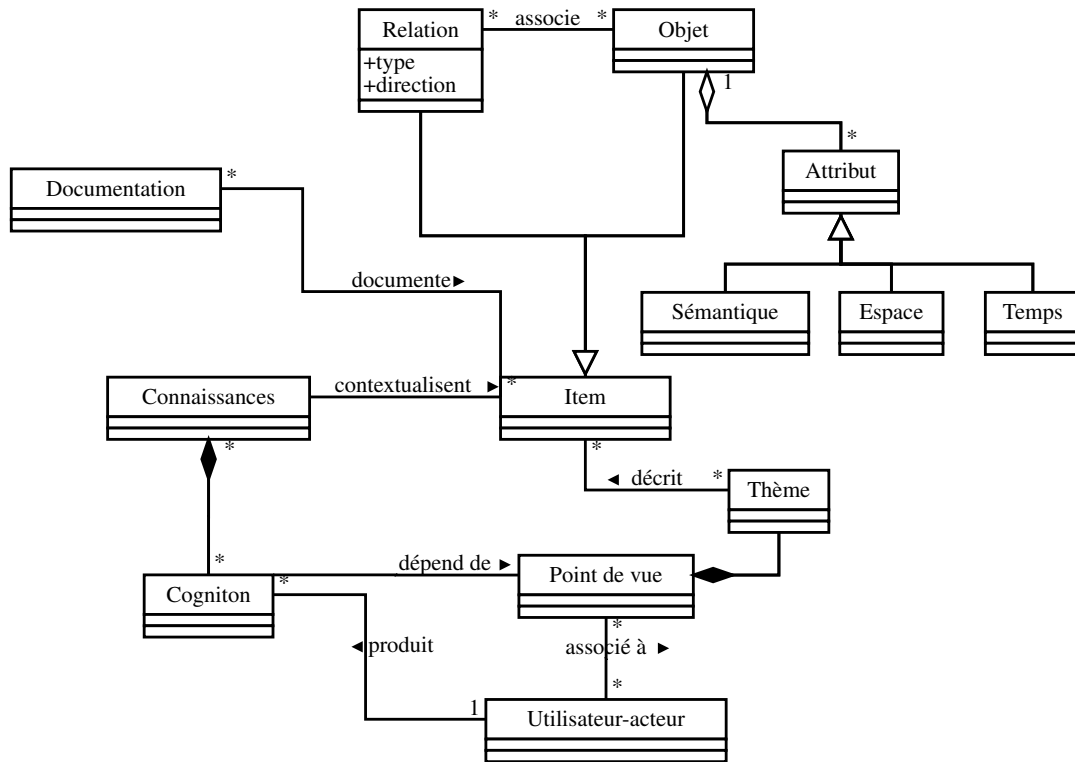 Relation
* associe *
Objet
+type
+direction
1
*
Attribut
Documentation
*
documente►
Sémantique
Espace
Temps
Connaissances
contextualisent ►
*
Item
*
*
◄ décrit
*
Thème
*
dépend de ►
Point de vue
Cogniton
*
*
◄ produit
associé à ►
*
1
Utilisateur-acteur